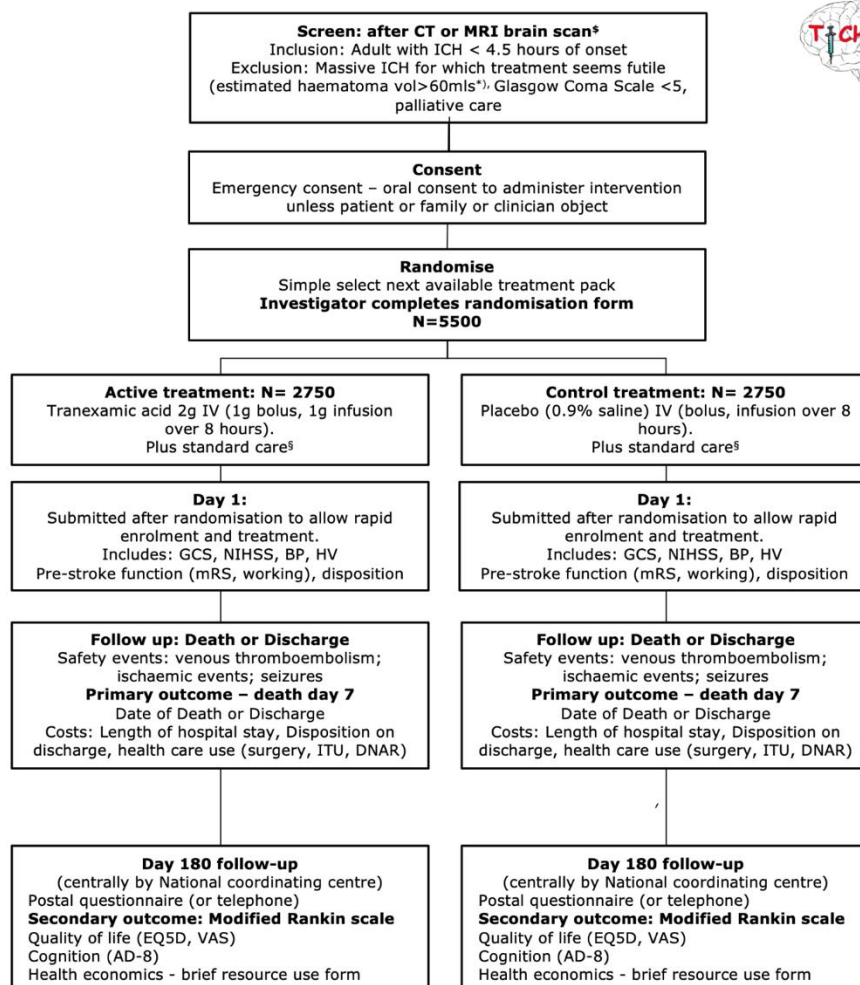 Screen: after CT or MRI brain scan$
Inclusion: Adult with ICH < 4.5 hours of onset
Exclusion: Massive ICH for which treatment seems futile
(estimated haematoma vol>60mls*), Glasgow Coma Scale <5,
palliative care
Consent
Emergency consent – oral consent to administer intervention
unless patient or family or clinician object
Randomise
Simple select next available treatment pack
Investigator completes randomisation form
N=5500
Active treatment: N= 2750
Tranexamic acid 2g IV (1g bolus, 1g infusion
over 8 hours).
Plus standard care§
Control treatment: N= 2750
Placebo (0.9% saline) IV (bolus, infusion over 8
hours).
Plus standard care§
Day 1:
Submitted after randomisation to allow rapid
enrolment and treatment.
Includes: GCS, NIHSS, BP, HV
Pre-stroke function (mRS, working), disposition
Day 1:
Submitted after randomisation to allow rapid
enrolment and treatment.
Includes: GCS, NIHSS, BP, HV
Pre-stroke function (mRS, working), disposition
Follow up: Death or Discharge
Safety events: venous thromboembolism;
ischaemic events; seizures
Primary outcome – death day 7
Date of Death or Discharge
Costs: Length of hospital stay, Disposition on
discharge, health care use (surgery, ITU, DNAR)
Follow up: Death or Discharge
Safety events: venous thromboembolism;
ischaemic events; seizures
Primary outcome – death day 7
Date of Death or Discharge
Costs: Length of hospital stay, Disposition on
discharge, health care use (surgery, ITU, DNAR)
Day 180 follow-up
(centrally by National coordinating centre)
Postal questionnaire (or telephone)
Secondary outcome: Modified Rankin scale
Quality of life (EQ5D, VAS)
Cognition (AD-8)
Health economics - brief resource use form
Day 180 follow-up
(centrally by National coordinating centre)
Postal questionnaire (or telephone)
Secondary outcome: Modified Rankin scale
Quality of life (EQ5D, VAS)
Cognition (AD-8)
Health economics - brief resource use form